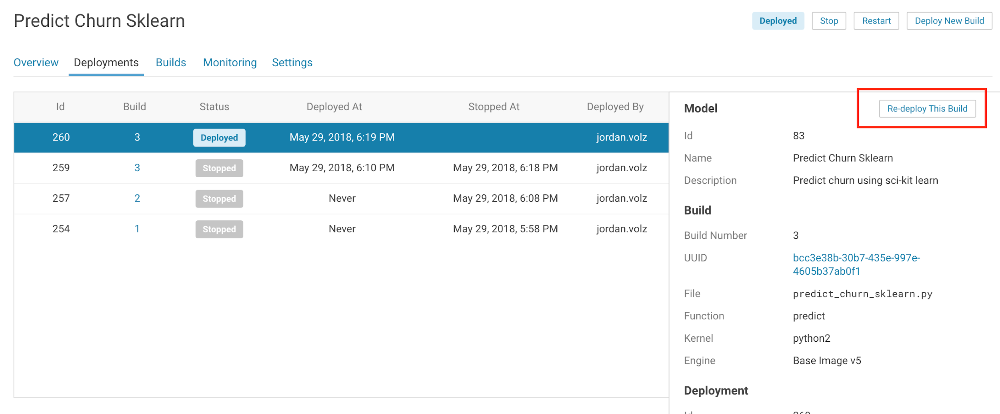 Predict Churn Sklearn
Deployed Stop Restart Deploy New Build
Overview Deployments Builds Monitoring Settings
Id Build Status Deployed At Stopped At Deployed By
260 3 Deployed May 29, 2018, 6:19 PM jordan.volz
259 3 Stopped May 29, 2018, 6:10 PM May 29, 2018, 6:18 PM jordan.volz
257 2 Stopped Never May 29, 2018, 6:08 PM jordan.volz
254 1 Stopped Never May 29, 2018, 5:58 PM jordan.volz
Model Re-deploy This Build
Id 83
Name Predict Churn Sklearn
Description Predict churn using sci-kit learn
Build
Build Number 3
UUID bcc3e38b-30b7-435e-997e-
4605b37ab0f1
File predict_churn_sklearn.py
Function predict
Kernel python2
Engine Base Image v5
Deployment